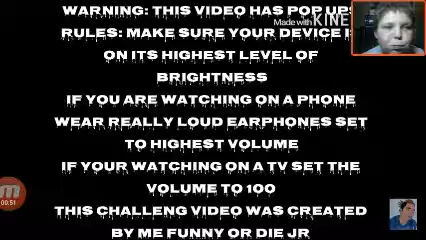 WARNING: THIS VIDEO HAS POP UPS
Made with KINE
RULES: MAKE SURE YOUR DEVICE IS
ON ITS HIGHEST LEVEL OF
BRIGHTNESS
IF YOU ARE WATCHING ON A PHONE
WEAR REALLY LOUD EARPHONES SET
TO HIGHEST VOLUME
IF YOUR WATCHING ON A TV SET THE
VOLUME TO 100
00:51
THIS CHALLENG VIDEO WAS CREATED
BY ME FUNNY OR DIE JR